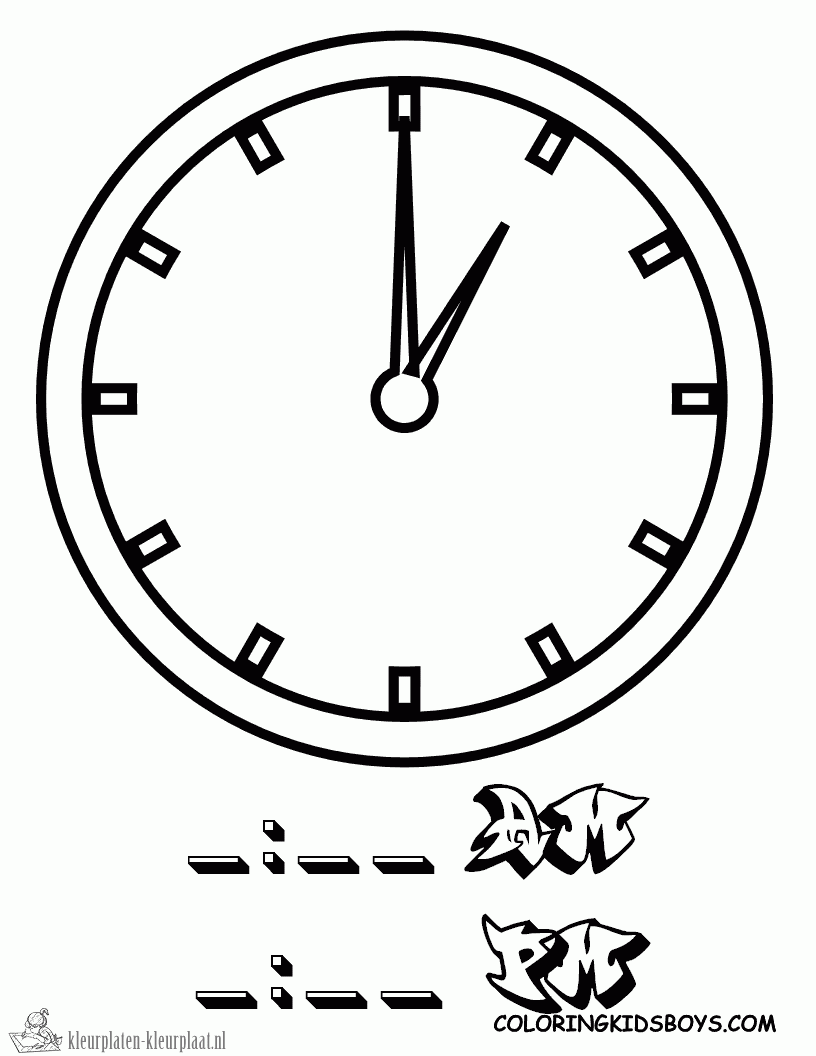 _:__ AM
_:__ PM
COLORINGKIDSBOYS.COM
kleurplaten-kleurplaat.nl